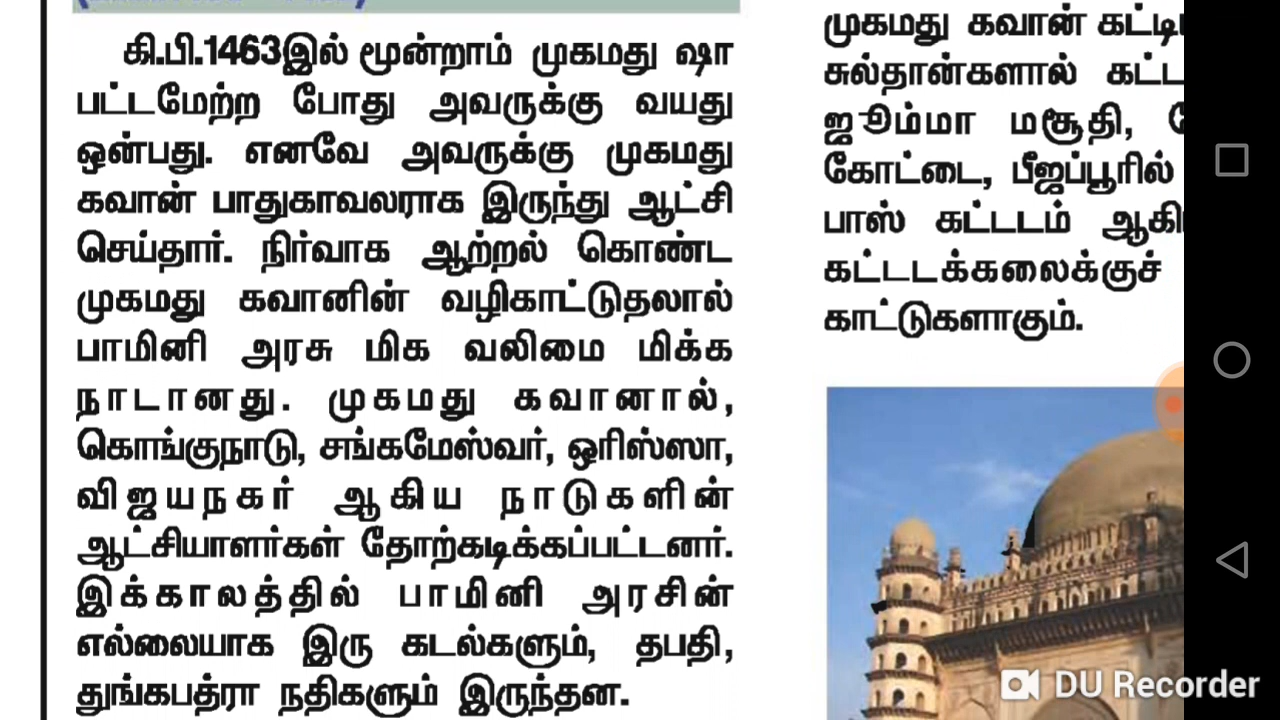 கி.பி.1463இல் மூன்றாம் முகமது ஷா
பட்டமேற்ற போது அவருக்கு வயது
ஒன்பது. எனவே அவருக்கு முகமது
கவான் பாதுகாவலராக இருந்து ஆட்சி
செய்தார். நிர்வாக ஆற்றல் கொண்ட
முகமது கவானின் வழிகாட்டுதலால்
பாமினி அரசு மிக வலிமை மிக்க
நாடானது. முகமது கவானால்,
கொங்குநாடு, சங்கமேஸ்வர், ஒரிஸ்ஸா,
விஜயநகர் ஆகிய நாடுகளின்
ஆட்சியாளர்கள் தோற்கடிக்கப்பட்டனர்.
இக்காலத்தில் பாமினி அரசின்
எல்லையாக இரு கடல்களும், தபதி,
துங்கபத்ரா நதிகளும் இருந்தன.
முகமது கவான்
சுல்தான்களால்
ஜூம்மா மசூதி,
கோட்டை, பீஜப்பூரில்
பாஸ் கட்டடம்
கட்டடக்கலைக்குச்
காட்டுகளாகும்.
DU Recorder